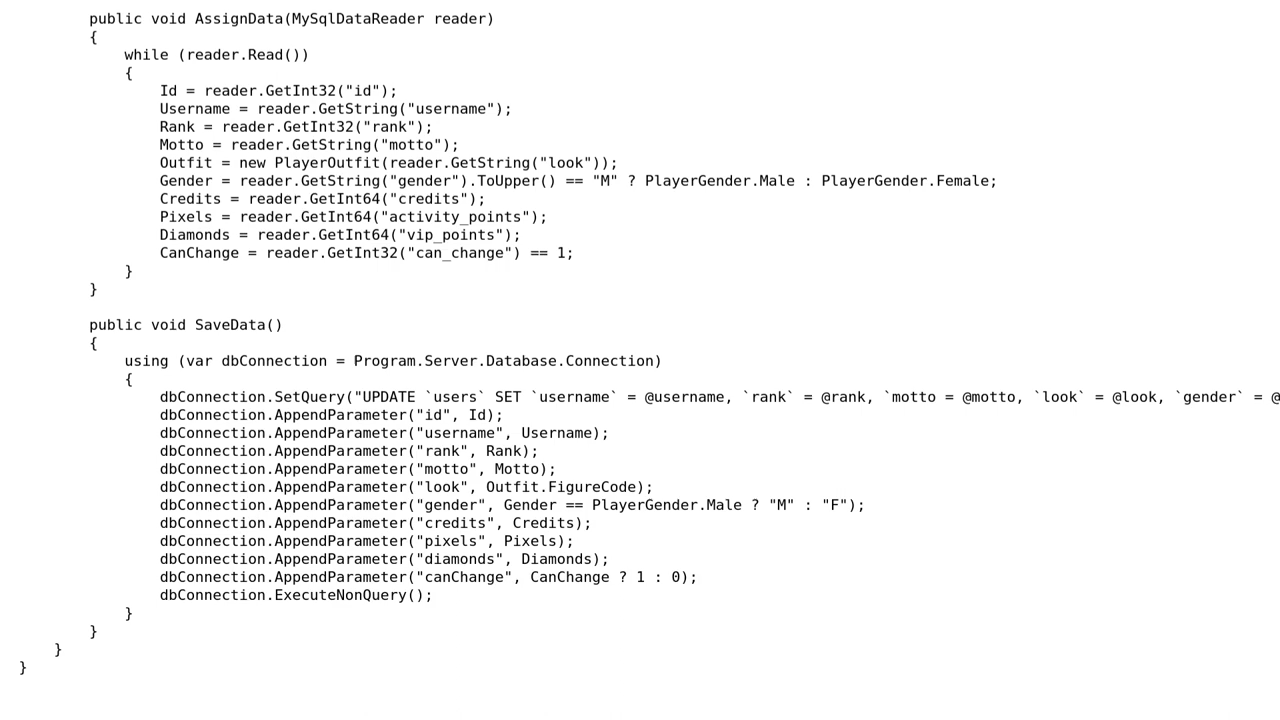 public void AssignData(MySqlDataReader reader)
{
while (reader.Read())
{
Id = reader.GetInt32("id");
Username = reader.GetString("username");
Rank = reader.GetInt32("rank");
Motto = reader.GetString("motto");
Outfit = new PlayerOutfit(reader.GetString("look"));
Gender = reader.GetString("gender").ToUpper() == "M" ? PlayerGender.Male : PlayerGender.Female;
Credits = reader.GetInt64("credits");
Pixels = reader.GetInt64("activity_points");
Diamonds = reader.GetInt64("vip_points");
CanChange = reader.GetInt32("can_change") == 1;
}
}
public void SaveData()
{
using (var dbConnection = Program.Server.Database.Connection)
{
dbConnection.SetQuery("UPDATE `users` SET `username` = @username, `rank` = @rank, `motto = @motto, `look` = @look, `gender` = @
dbConnection.AppendParameter("id", Id);
dbConnection.AppendParameter("username", Username);
dbConnection.AppendParameter("rank", Rank);
dbConnection.AppendParameter("motto", Motto);
dbConnection.AppendParameter("look", Outfit.FigureCode);
dbConnection.AppendParameter("gender", Gender == PlayerGender.Male ? "M" : "F");
dbConnection.AppendParameter("credits", Credits);
dbConnection.AppendParameter("pixels", Pixels);
dbConnection.AppendParameter("diamonds", Diamonds);
dbConnection.AppendParameter("canChange", CanChange ? 1 : 0);
dbConnection.ExecuteNonQuery();
}
}
}
}